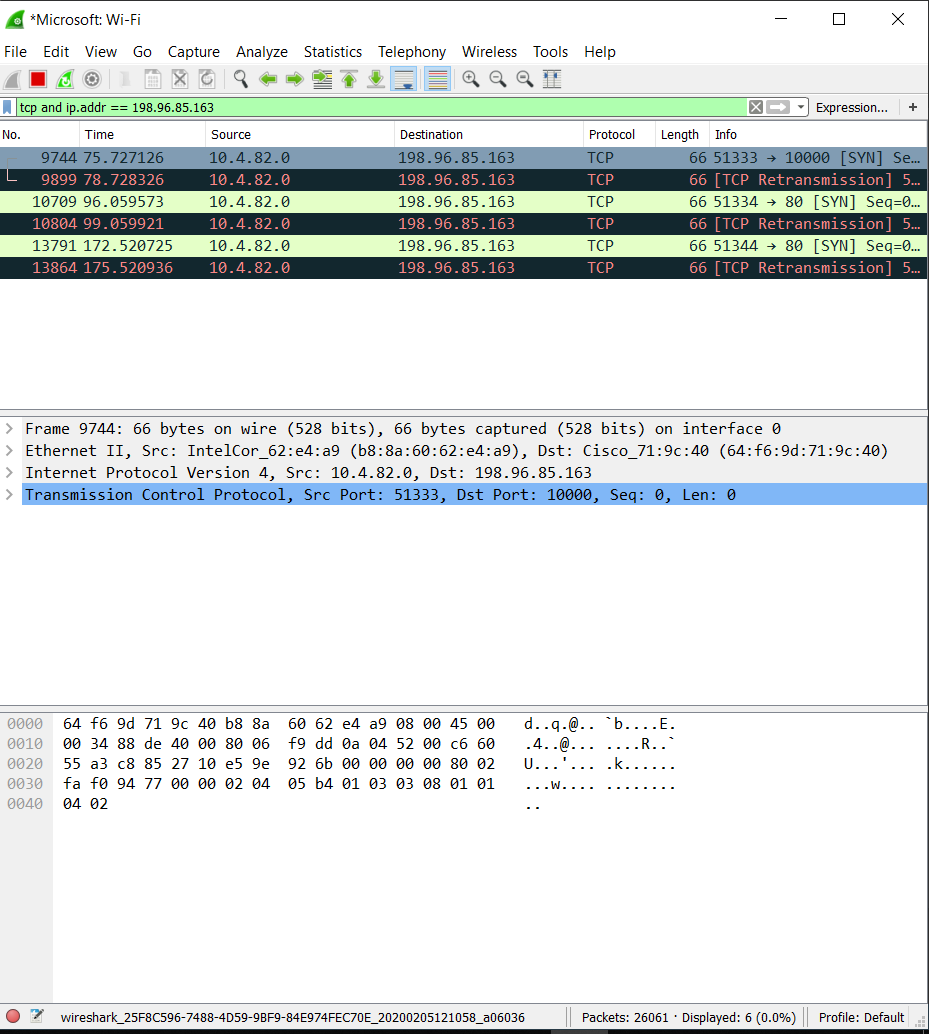 *Microsoft: Wi-Fi
File Edit View Go Capture Analyze Statistics Telephony Wireless Tools Help
tcp and ip.addr == 198.96.85.163 Expression... +
No. Time Source Destination Protocol Length Info
9744 75.727126 10.4.82.0 198.96.85.163 TCP 66 51333 → 10000 [SYN] Se…
9899 78.728326 10.4.82.0 198.96.85.163 TCP 66 [TCP Retransmission] 5…
10709 96.059573 10.4.82.0 198.96.85.163 TCP 66 51334 → 80 [SYN] Seq=0…
10804 99.059921 10.4.82.0 198.96.85.163 TCP 66 [TCP Retransmission] 5…
13791 172.520725 10.4.82.0 198.96.85.163 TCP 66 51344 → 80 [SYN] Seq=0…
13864 175.520936 10.4.82.0 198.96.85.163 TCP 66 [TCP Retransmission] 5…
Frame 9744: 66 bytes on wire (528 bits), 66 bytes captured (528 bits) on interface 0
Ethernet II, Src: IntelCor_62:e4:a9 (b8:8a:60:62:e4:a9), Dst: Cisco_71:9c:40 (64:f6:9d:71:9c:40)
Internet Protocol Version 4, Src: 10.4.82.0, Dst: 198.96.85.163
Transmission Control Protocol, Src Port: 51333, Dst Port: 10000, Seq: 0, Len: 0
0000 64 f6 9d 71 9c 40 b8 8a 60 62 e4 a9 08 00 45 00 d..q.@.. `b....E.
0010 00 34 88 de 40 00 80 06 f9 dd 0a 04 52 00 c6 60 .4..@... ....R..`
0020 55 a3 c8 85 27 10 e5 9e 92 6b 00 00 00 00 80 02 U...'... .k......
0030 fa f0 94 77 00 00 02 04 05 b4 01 03 03 08 01 01 ...w.... ........
0040 04 02 ..
wireshark_25F8C596-7488-4D59-9BF9-84E974FEC70E_20200205121058_a06036 Packets: 26061 · Displayed: 6 (0.0%) Profile: Default